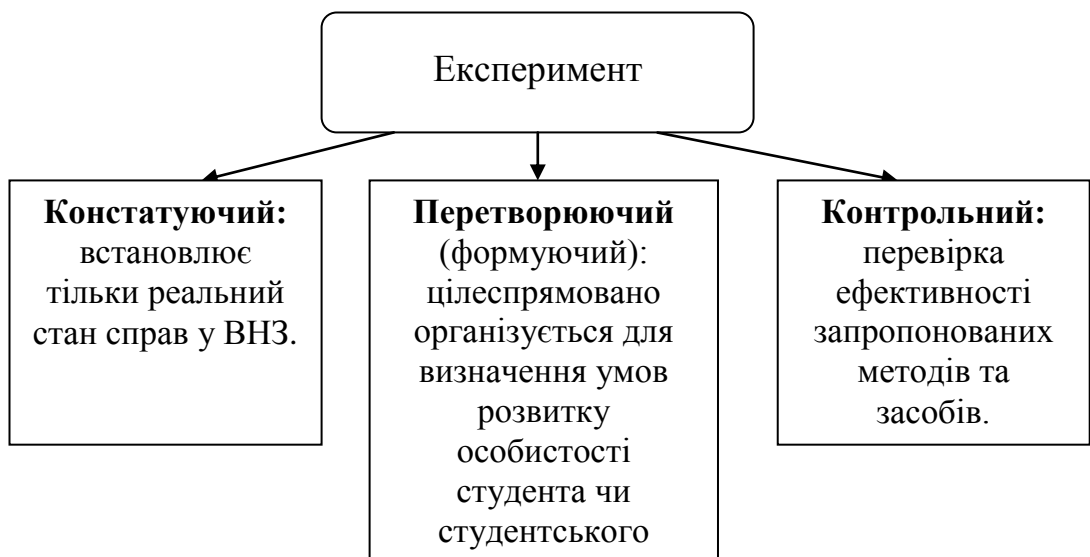 Експеримент
Констатуючий:
встановлює
тільки реальний
стан справ у ВНЗ.
Перетворюючий
(формуючий):
цілеспрямовано
організується для
визначення умов
розвитку
особистості
студента чи
студентського
Контрольний:
перевірка
ефективності
запропонованих
методів та
засобів.